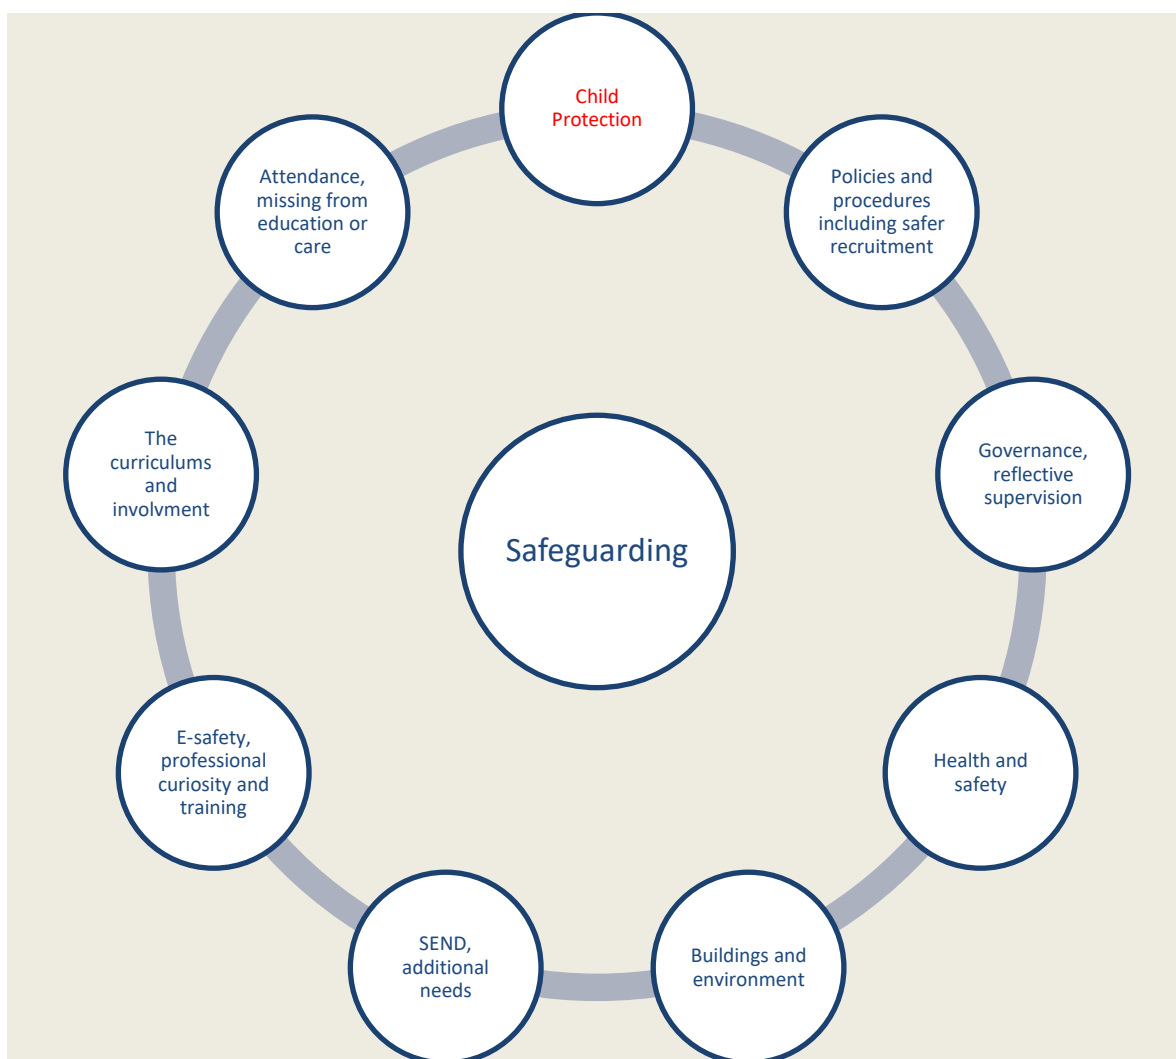 Child
Protection
Policies and
procedures
including safer
recruitment
Governance,
reflective
supervision
Health and
safety
Buildings and
environment
SEND,
additional
needs
E-safety,
professional
curiosity and
training
The
curriculums
and
involvment
Attendance,
missing from
education or
care
Safeguarding